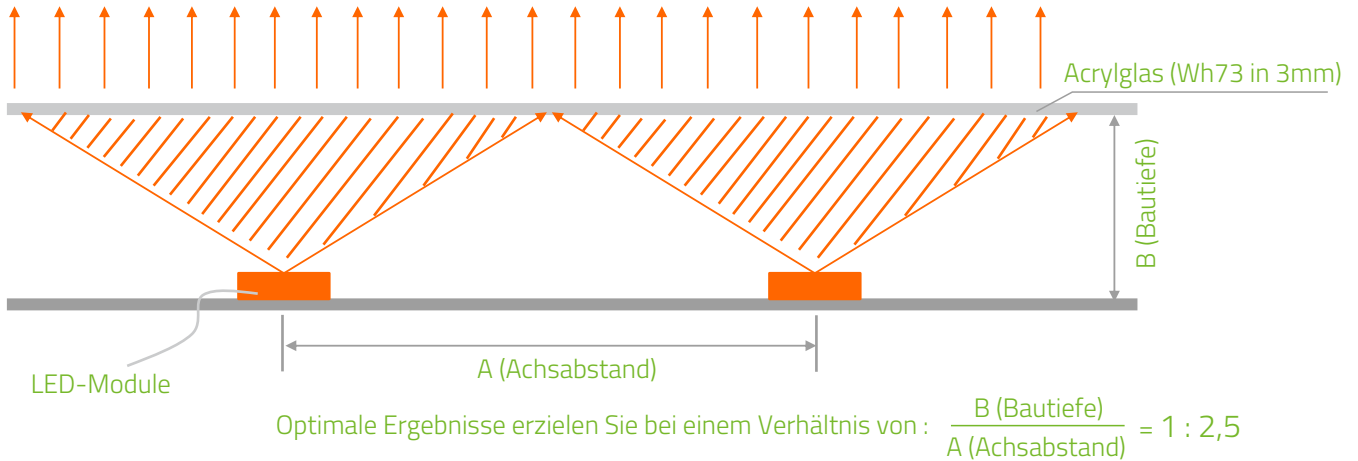 Acrylglas (Wh73 in 3mm)
B (Bautiefe)
A (Achsabstand)
LED-Module
Optimale Ergebnisse erzielen Sie bei einem Verhältnis von : B (Bautiefe) / A (Achsabstand) = 1 : 2,5